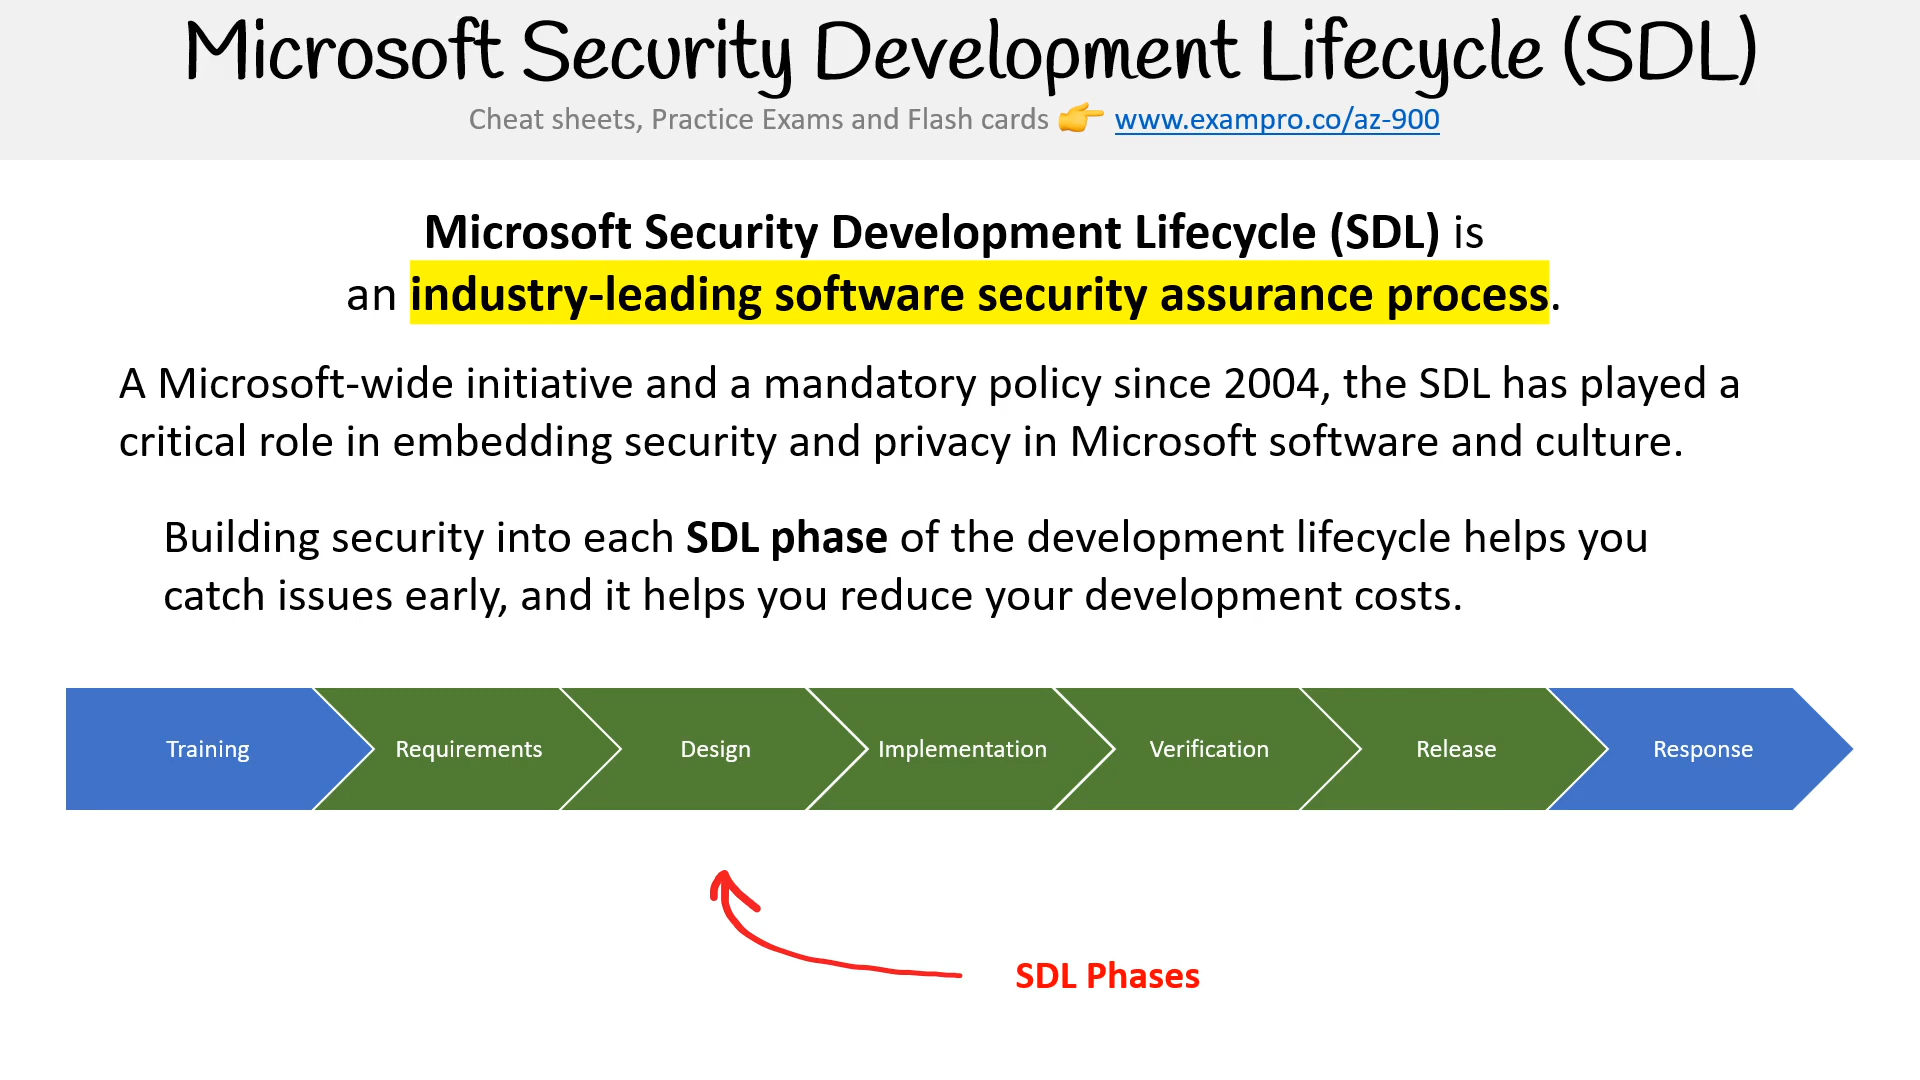 Microsoft Security Development Lifecycle (SDL)
Cheat sheets, Practice Exams and Flash cards 👉 www.exampro.co/az-900
Microsoft Security Development Lifecycle (SDL) is
an industry-leading software security assurance process.
A Microsoft-wide initiative and a mandatory policy since 2004, the SDL has played a
critical role in embedding security and privacy in Microsoft software and culture.
Building security into each SDL phase of the development lifecycle helps you
catch issues early, and it helps you reduce your development costs.
Training
Requirements
Design
Implementation
Verification
Release
Response
SDL Phases